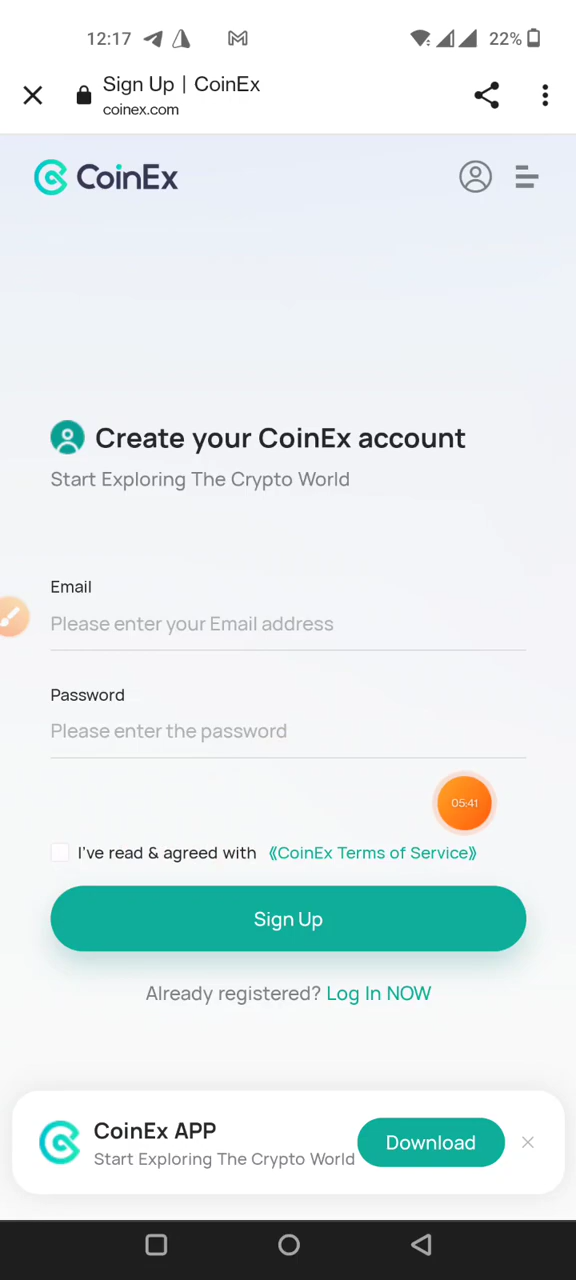 12:17
22%
Sign Up | CoinEx
coinex.com
CoinEx
Create your CoinEx account
Start Exploring The Crypto World
Email
Please enter your Email address
Password
Please enter the password
05:41
I've read & agreed with 《CoinEx Terms of Service》
Sign Up
Already registered? Log In NOW
CoinEx APP
Start Exploring The Crypto World
Download